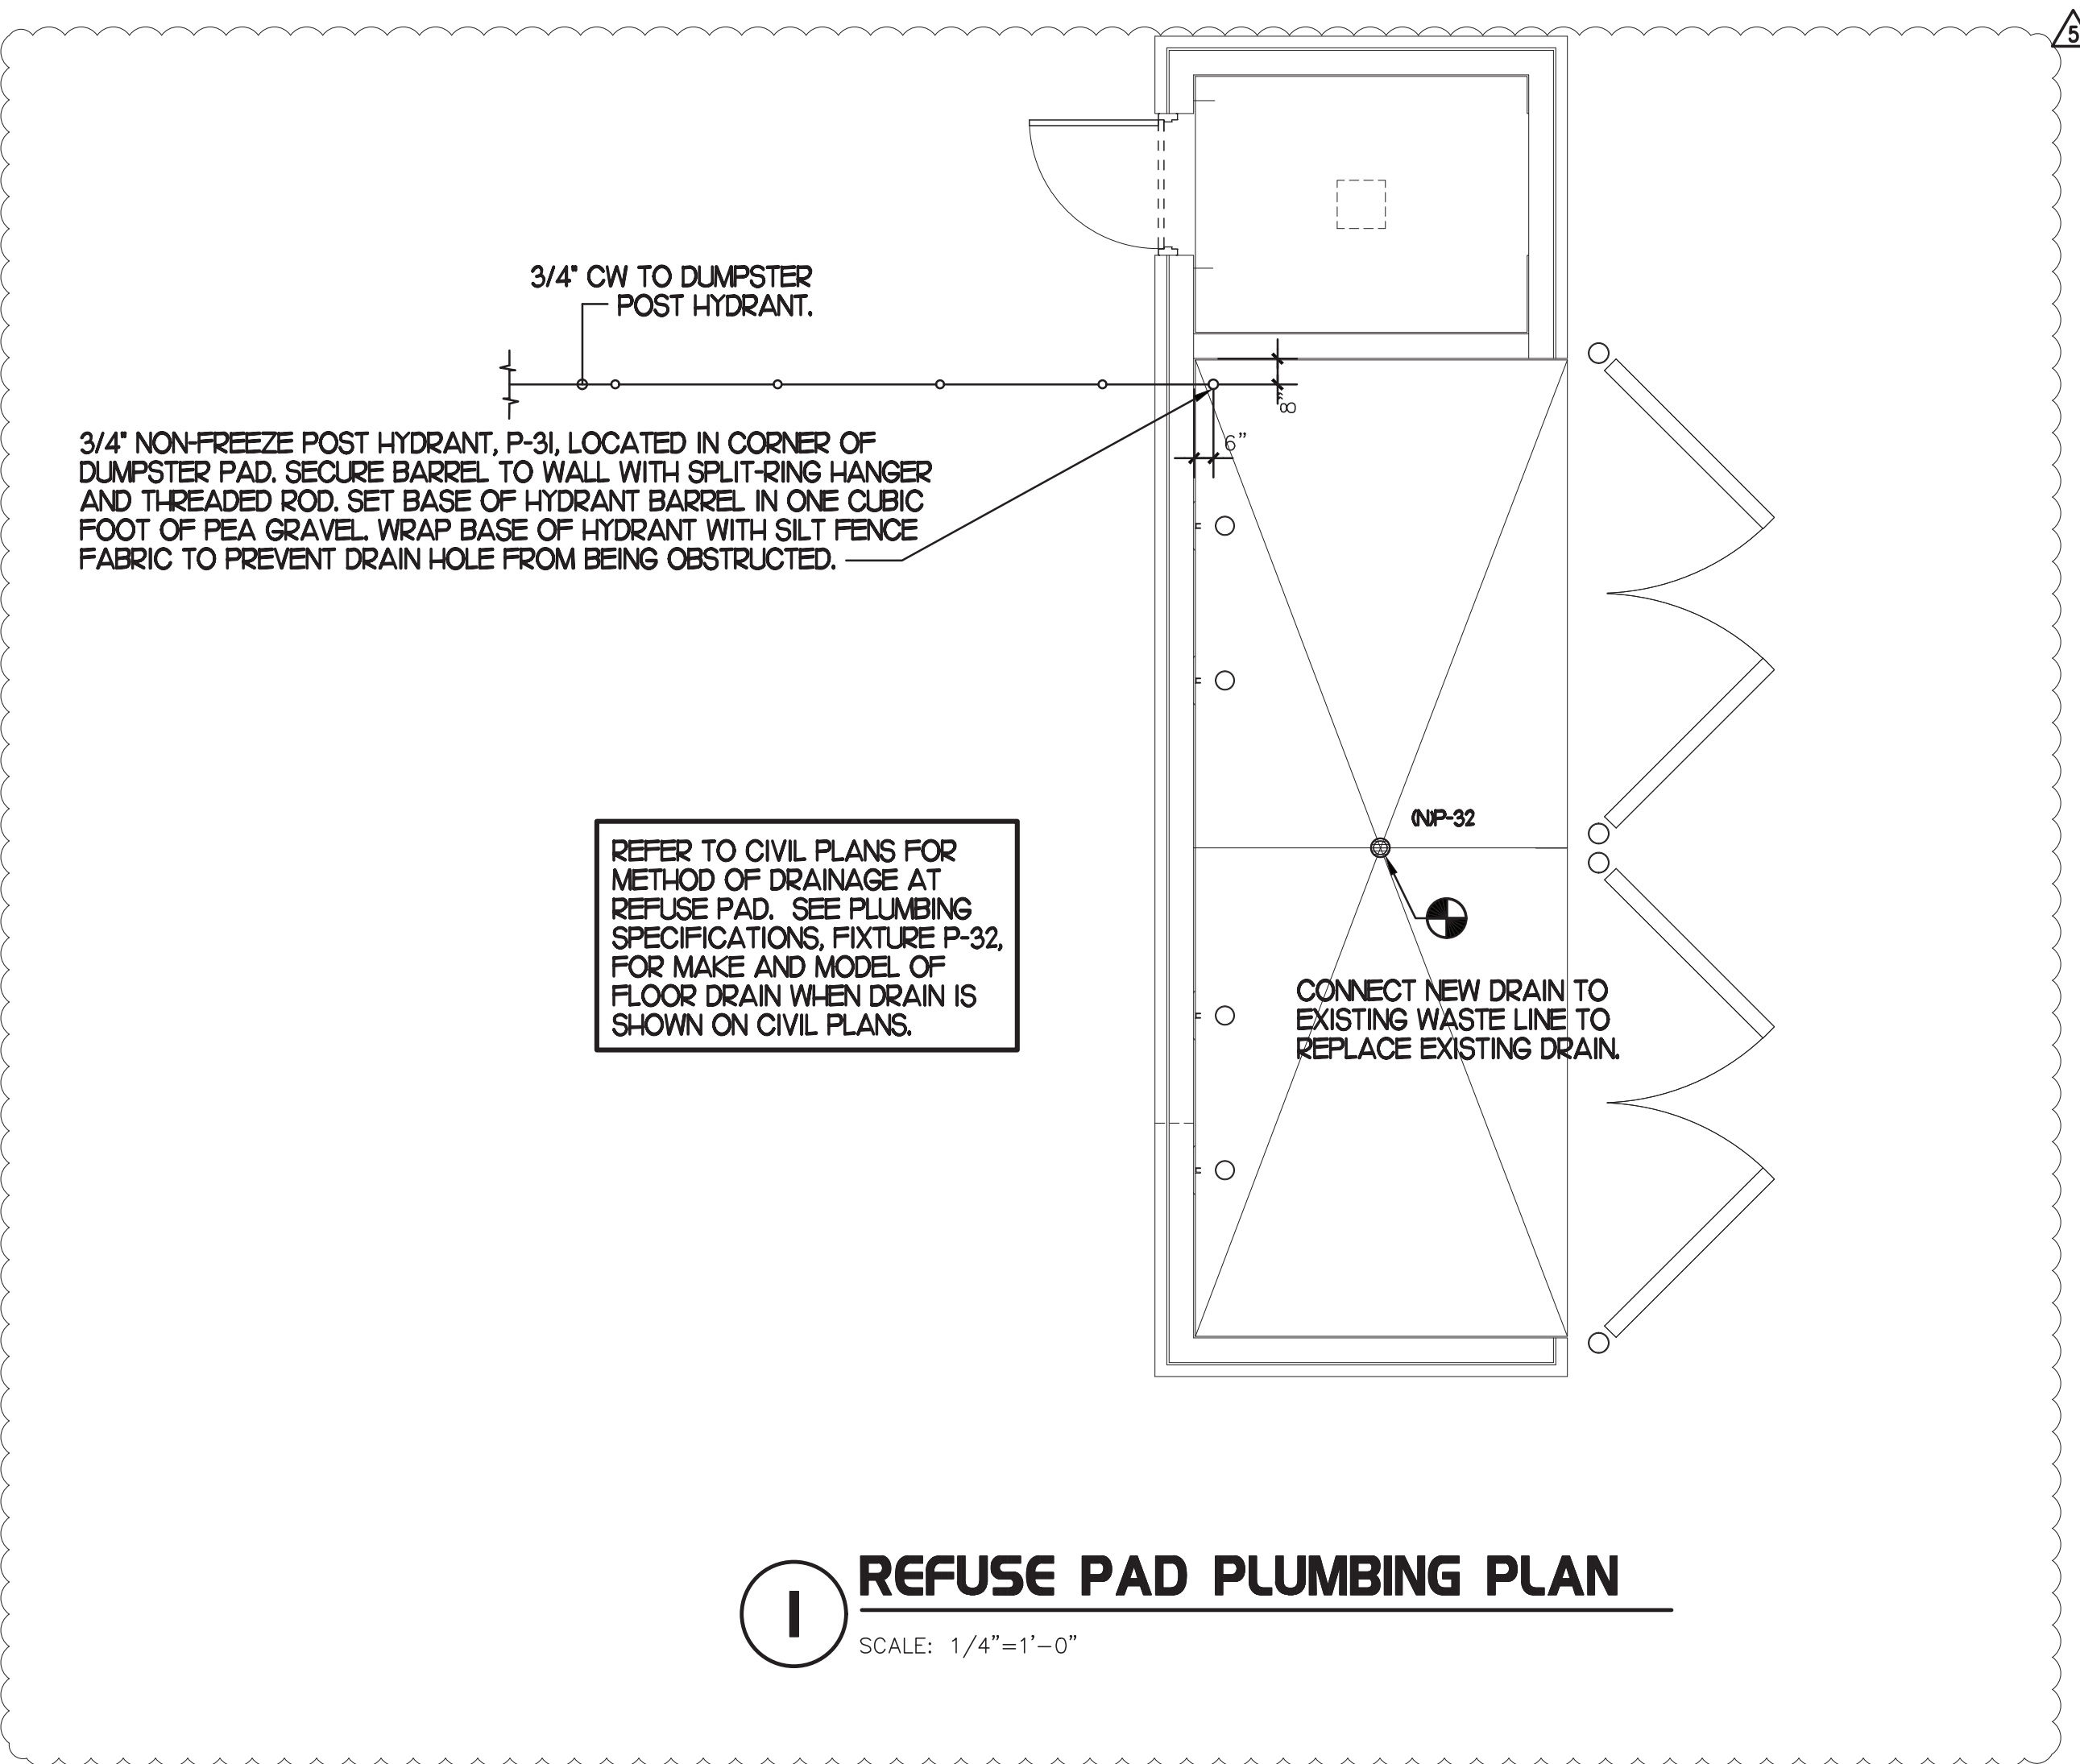 5
3/4" CW TO DUMPSTER
POST HYDRANT.
8"
6"
3/4" NON-FREEZE POST HYDRANT, P-31, LOCATED IN CORNER OF
DUMPSTER PAD. SECURE BARREL TO WALL WITH SPLIT-RING HANGER
AND THREADED ROD. SET BASE OF HYDRANT BARREL IN ONE CUBIC
FOOT OF PEA GRAVEL. WRAP BASE OF HYDRANT WITH SILT FENCE
FABRIC TO PREVENT DRAIN HOLE FROM BEING OBSTRUCTED.
(N)P-32
REFER TO CIVIL PLANS FOR
METHOD OF DRAINAGE AT
REFUSE PAD. SEE PLUMBING
SPECIFICATIONS, FIXTURE P-32,
FOR MAKE AND MODEL OF
FLOOR DRAIN WHEN DRAIN IS
SHOWN ON CIVIL PLANS.
CONNECT NEW DRAIN TO
EXISTING WASTE LINE TO
REPLACE EXISTING DRAIN.
1
REFUSE PAD PLUMBING PLAN
SCALE: 1/4"=1'-0"